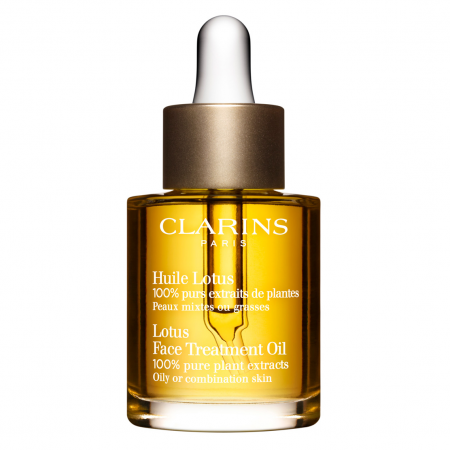 CLARINS
PARIS
Huile Lotus
100% purs extraits de plantes
Peaux mixtes ou grasses
Lotus
Face Treatment Oil
100% pure plant extracts
Oily or combination skin